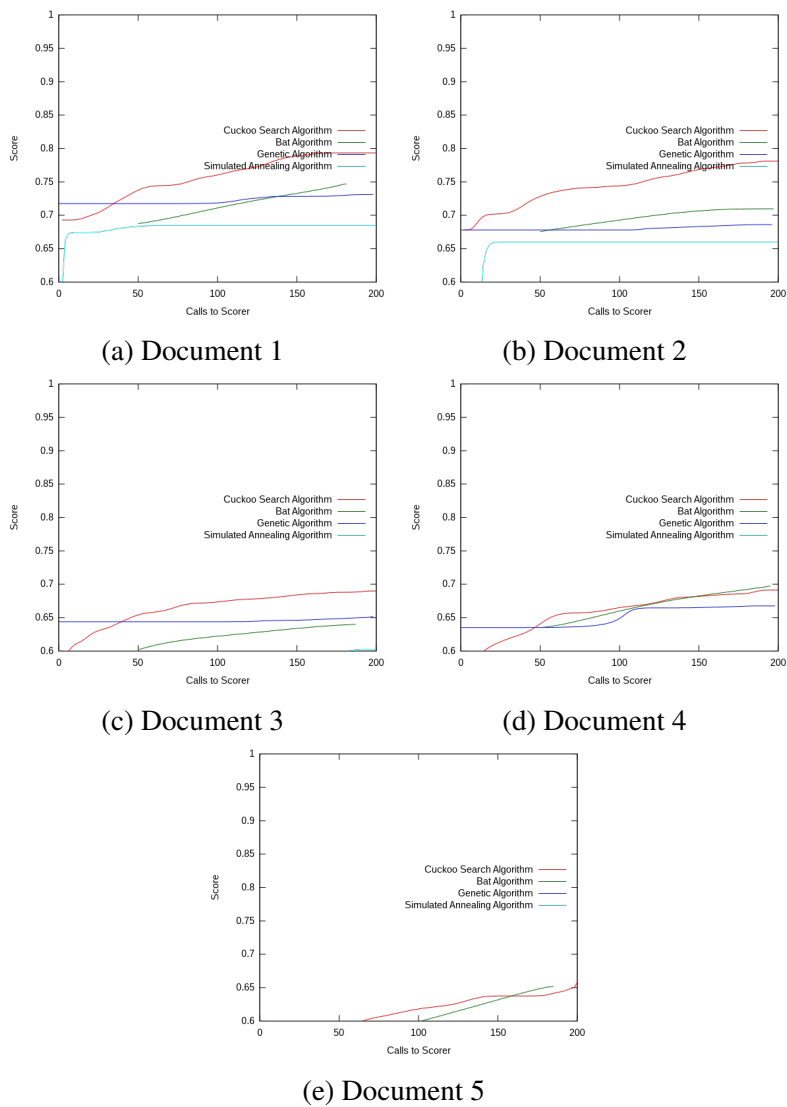 1
0.95
0.9
0.85
0.8
0.75
0.7
0.65
0.6
0 50 100 150 200
Score
Calls to Scorer
Cuckoo Search Algorithm
Bat Algorithm
Genetic Algorithm
Simulated Annealing Algorithm
(a) Document 1
1
0.95
0.9
0.85
0.8
0.75
0.7
0.65
0.6
0 50 100 150 200
Score
Calls to Scorer
Cuckoo Search Algorithm
Bat Algorithm
Genetic Algorithm
Simulated Annealing Algorithm
(b) Document 2
1
0.95
0.9
0.85
0.8
0.75
0.7
0.65
0.6
0 50 100 150 200
Score
Calls to Scorer
Cuckoo Search Algorithm
Bat Algorithm
Genetic Algorithm
Simulated Annealing Algorithm
(c) Document 3
1
0.95
0.9
0.85
0.8
0.75
0.7
0.65
0.6
0 50 100 150 200
Score
Calls to Scorer
Cuckoo Search Algorithm
Bat Algorithm
Genetic Algorithm
Simulated Annealing Algorithm
(d) Document 4
1
0.95
0.9
0.85
0.8
0.75
0.7
0.65
0.6
0 50 100 150 200
Score
Calls to Scorer
Cuckoo Search Algorithm
Bat Algorithm
Genetic Algorithm
Simulated Annealing Algorithm
(e) Document 5